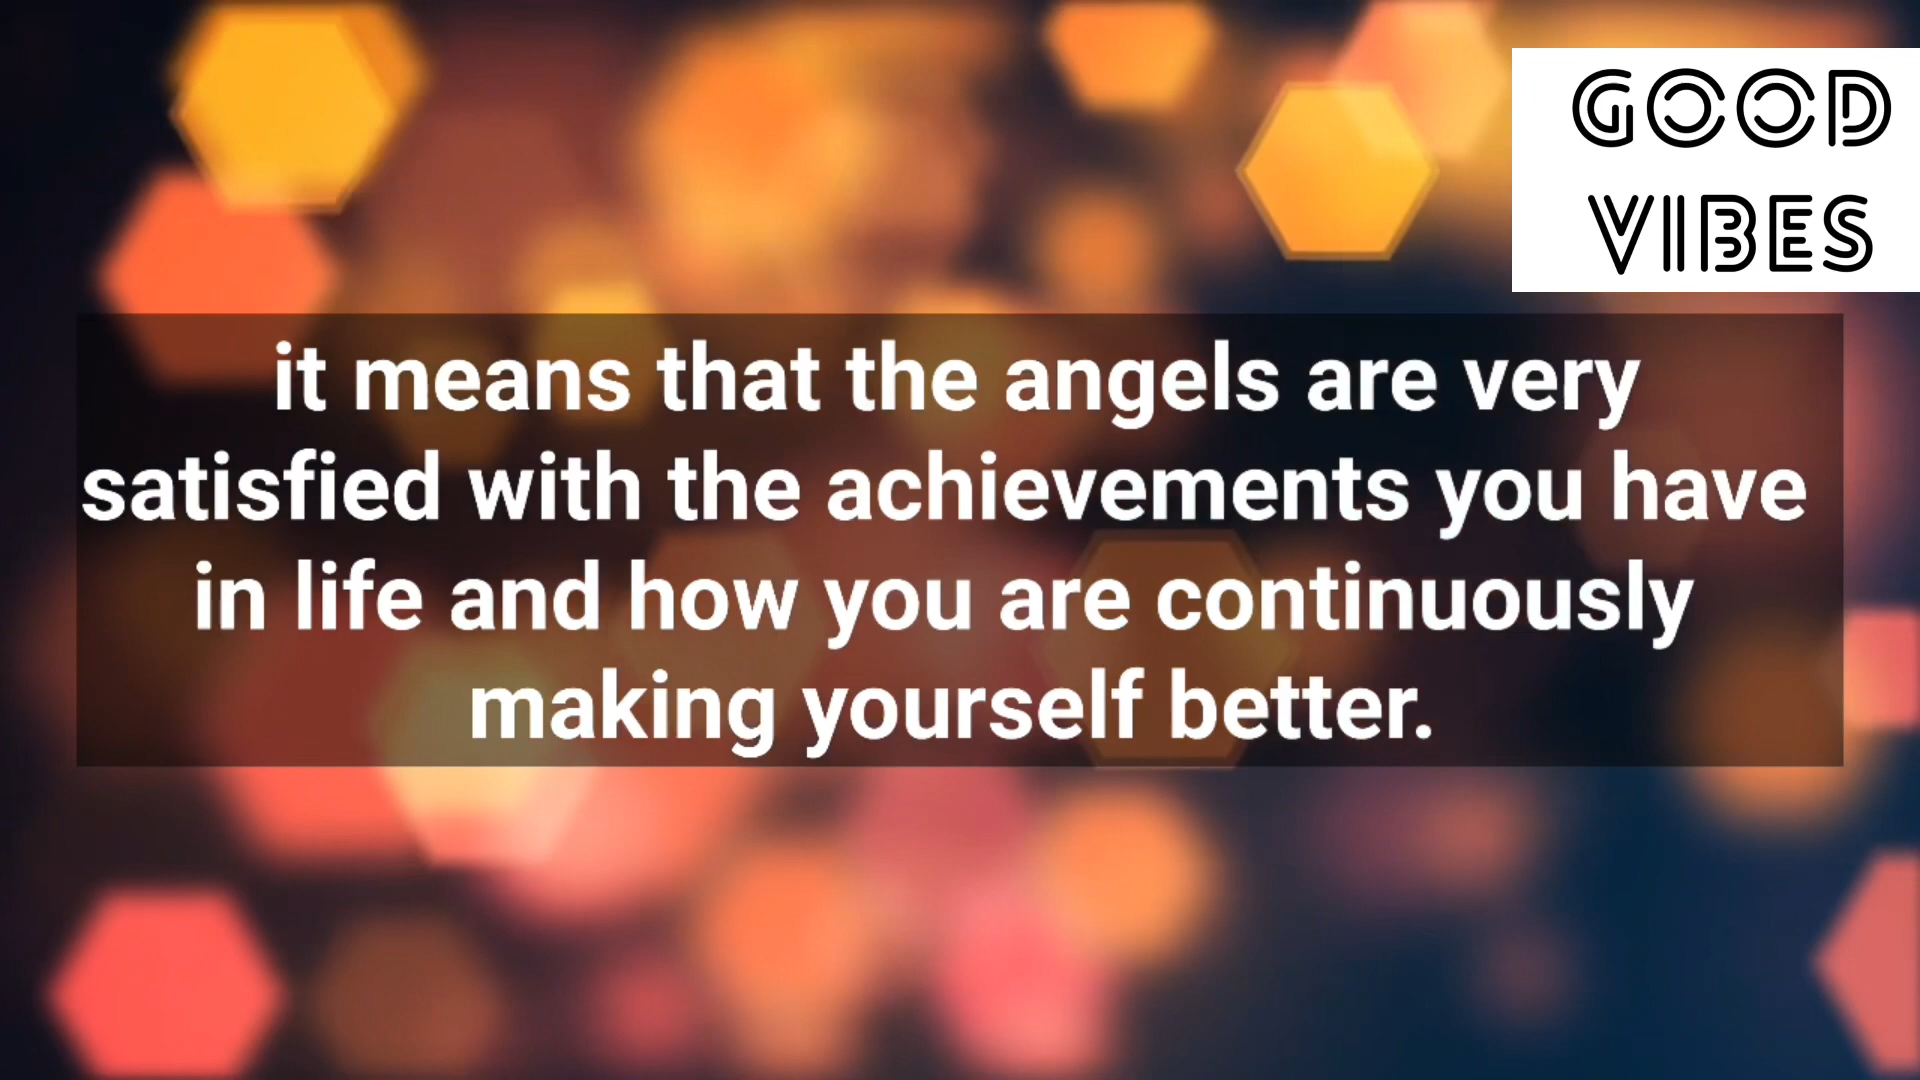 GOOD
VIBES
it means that the angels are very
satisfied with the achievements you have
in life and how you are continuously
making yourself better.